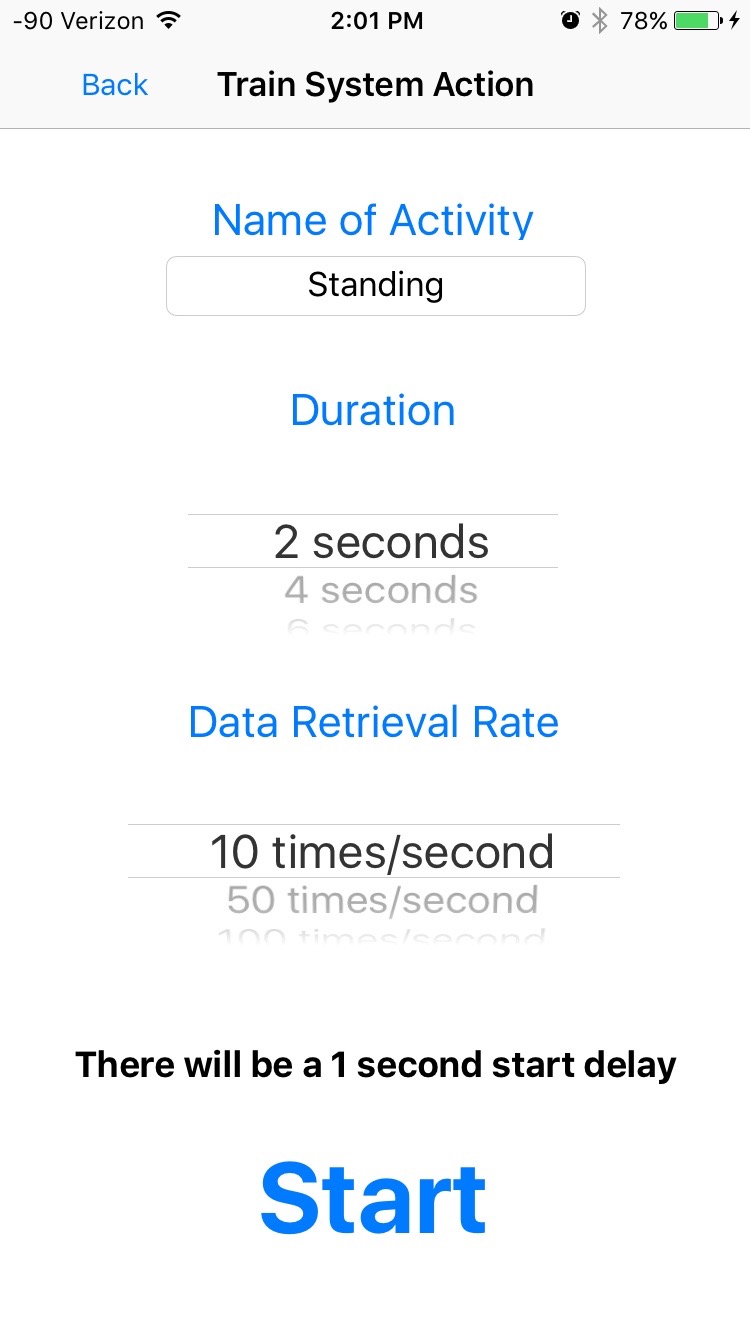 -90 Verizon 2:01 PM 78%
Back Train System Action
Name of Activity
Standing
Duration
2 seconds
4 seconds
6 seconds
Data Retrieval Rate
10 times/second
50 times/second
100 times/second
There will be a 1 second start delay
Start